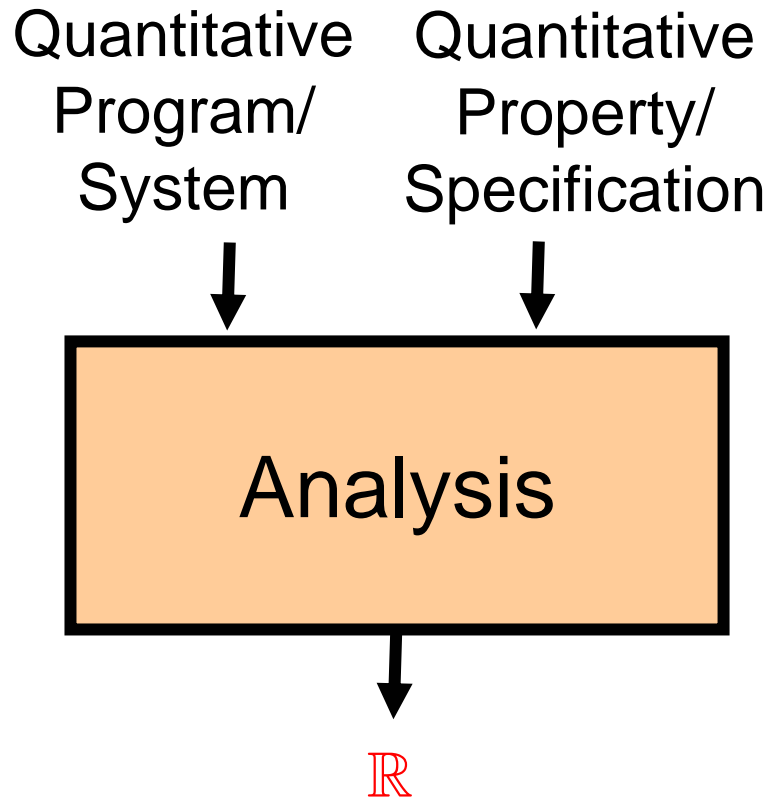 Quantitative
Program/
System
Quantitative
Property/
Specification
Analysis
ℝ